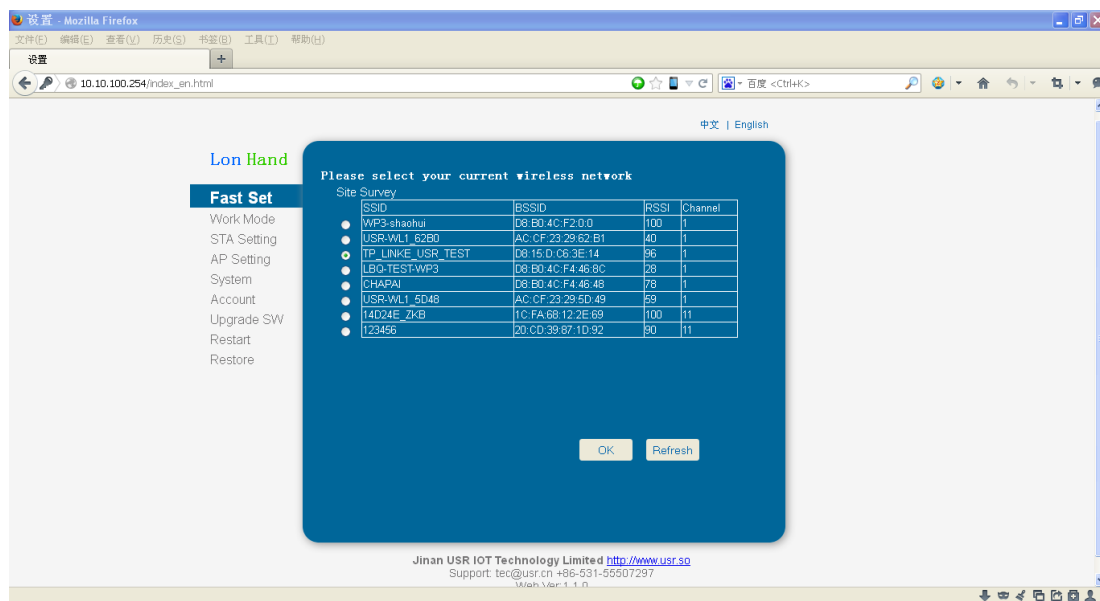 设置 - Mozilla Firefox
文件(F) 编辑(E) 查看(V) 历史(S) 书签(B) 工具(T) 帮助(H)
设置 +
10.10.100.254/index_en.html 百度 <Ctrl+K>
中文 | English
Lon Hand
Fast Set
Work Mode
STA Setting
AP Setting
System
Account
Upgrade SW
Restart
Restore
Please select your current wireless network
Site Survey
SSID BSSID RSSI Channel
WP3-shaohui D8:B0:4C:F2:0:0 100 1
USR-WL1_62B0 AC:CF:23:29:62:B1 40 1
TP_LINKE_USR_TEST D8:15:D:C6:3E:14 96 1
LBQ-TEST-WP3 D8:B0:4C:F4:46:8C 28 1
CHAPAI D8:B0:4C:F4:46:48 78 1
USR-WL1_5D48 AC:CF:23:29:5D:49 59 1
14D24E_ZKB 1C:FA:68:12:2E:69 100 11
123456 20:CD:39:87:1D:92 90 11
OK Refresh
Jinan USR IOT Technology Limited http://www.usr.so
Support: tec@usr.cn +86-531-55507297
Web Ver:1.1.0